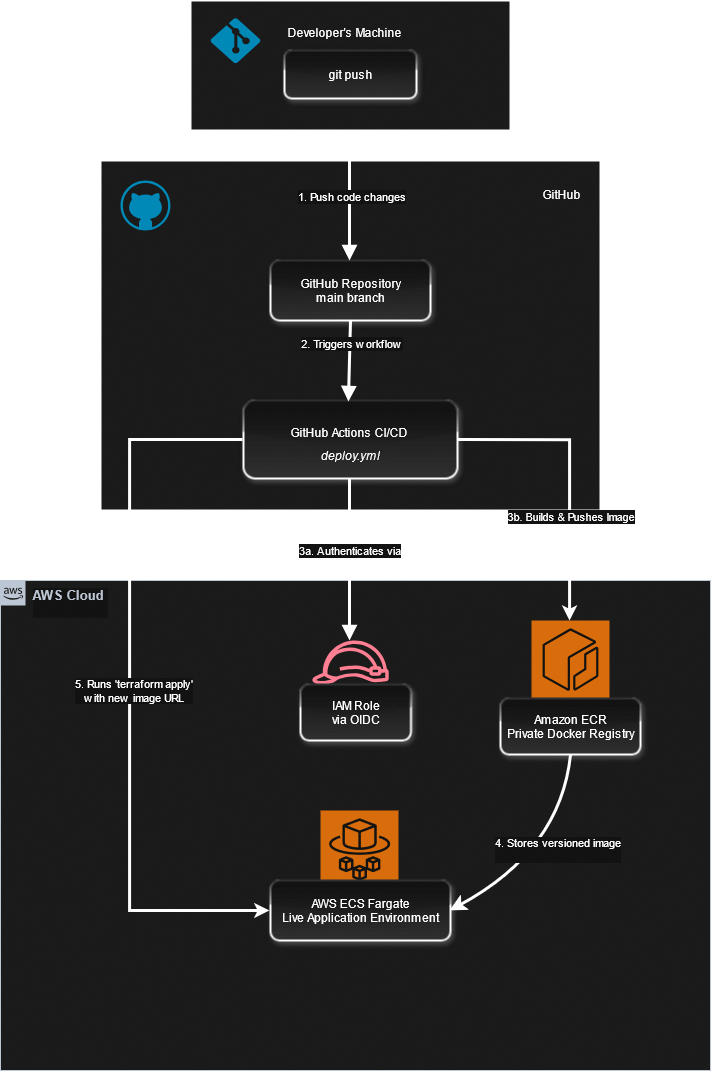 Developer's Machine
git push
1. Push code changes
GitHub
GitHub Repository
main branch
2. Triggers workflow
GitHub Actions CI/CD
deploy.yml
3b. Builds & Pushes Image
3a. Authenticates via
aws
AWS Cloud
5. Runs 'terraform apply'
with new image URL
IAM Role
via OIDC
Amazon ECR
Private Docker Registry
4. Stores versioned image
AWS ECS Fargate
Live Application Environment